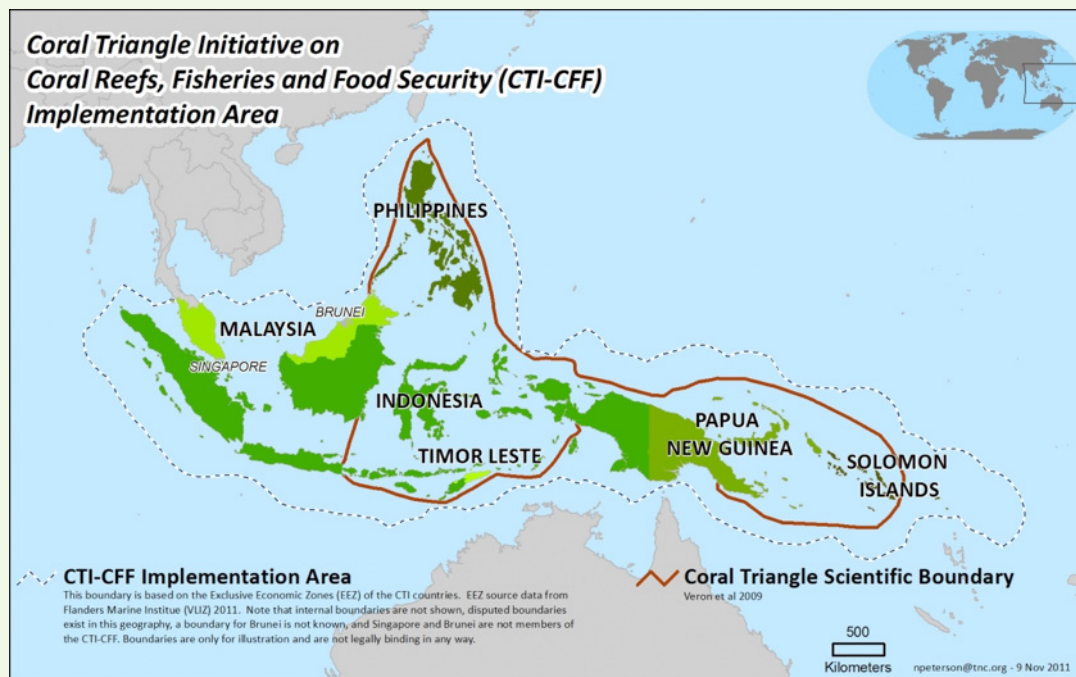 Coral Triangle Initiative on
Coral Reefs, Fisheries and Food Security (CTI-CFF)
Implementation Area
PHILIPPINES
BRUNEI
MALAYSIA
SINGAPORE
INDONESIA
PAPUA
NEW GUINEA
TIMOR LESTE
SOLOMON
ISLANDS
CTI-CFF Implementation Area
This boundary is based on the Exclusive Economic Zones (EEZ) of the CTI countries. EEZ source data from
Flanders Marine Institue (VLIZ) 2011. Note that internal boundaries are not shown, disputed boundaries
exist in this geography, a boundary for Brunei is not known, and Singapore and Brunei are not members of
the CTI-CFF. Boundaries are only for illustration and are not legally binding in any way.
Coral Triangle Scientific Boundary
Veron et al 2009
500
Kilometers
npeterson@tnc.org - 9 Nov 2011